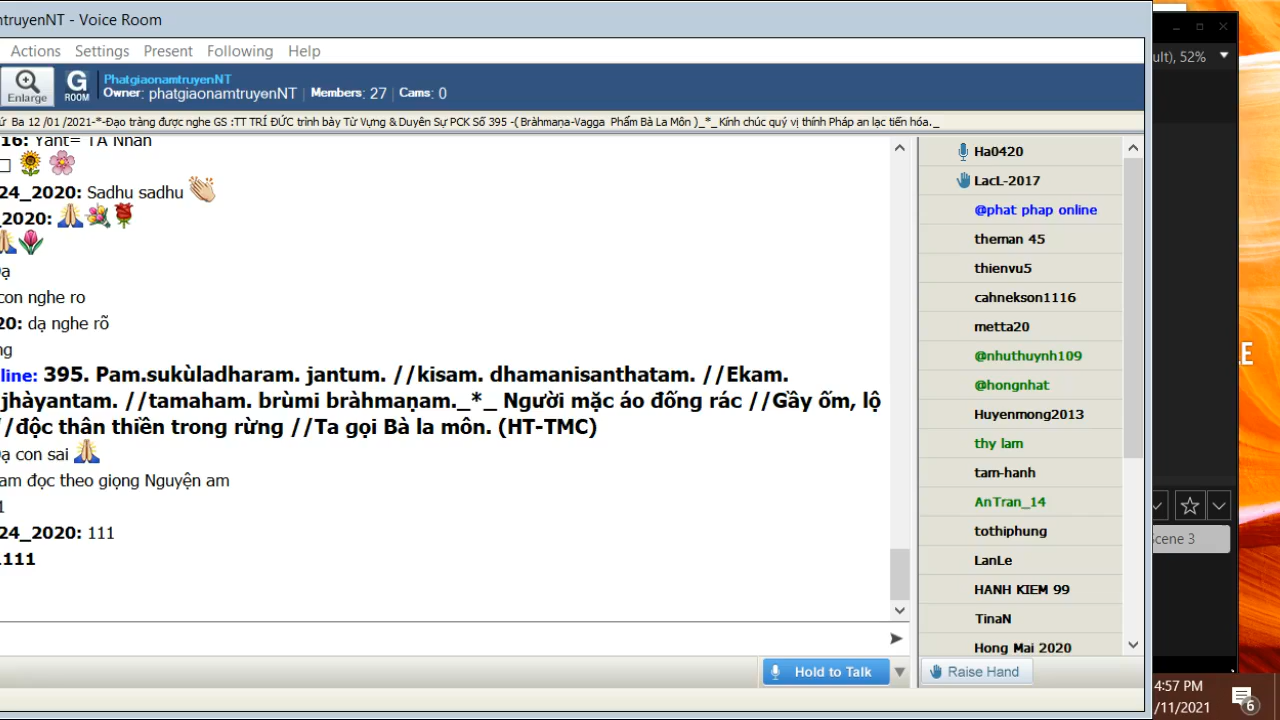 mtruyenNT - Voice Room
Actions Settings Present Following Help
Enlarge
G ROOM
PhatgiaonamtruyenNT
Owner: phatgiaonamtruyenNT | Members: 27 | Cams: 0
ứ Ba 12 /01 /2021-*-Đạo tràng được nghe GS :TT TRÍ ĐỨC trình bày Từ Vựng & Duyên Sự PCK Số 395 -( Bràhmaṇa-Vagga Phẩm Bà La Môn )_*_ Kính chúc quý vị thính Pháp an lạc tiến hóa._
16: Yant= TA Nhan
24_2020: Sadhu sadhu
_2020:
Dạ
con nghe ro
20: dạ nghe rõ
ng
line: 395. Pam.sukùladharam. jantum. //kisam. dhamanisanthatam. //Ekam.
jhàyantam. //tamaham. brùmi bràhmaṇam._*_ Người mặc áo đống rác //Gầy ốm, lộ
//độc thân thiền trong rừng //Ta gọi Bà la môn. (HT-TMC)
Dạ con sai
am đọc theo giọng Nguyện am
1
24_2020: 111
1111
Hold to Talk
Ha0420
LacL-2017
@phat phap online
theman 45
thienvu5
cahnekson1116
metta20
@nhuthuynh109
@hongnhat
Huyenmong2013
thy lam
tam-hanh
AnTran_14
tothiphung
LanLe
HANH KIEM 99
TinaN
Hong Mai 2020
Raise Hand
ult), 52%
E
Scene 3
4:57 PM
/11/2021
6